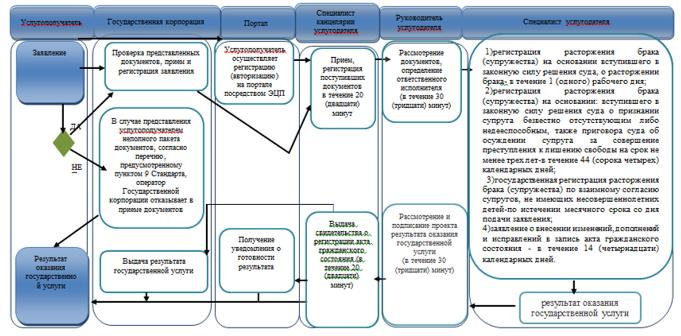 Услугополучатель
Государственная корпорация
Портал
Специалист
канцелярии
услугодателя
Руководитель
услугодателя
Специалист услугодателя
Заявление
ДА
НЕ
Результат
оказания
государственно
й услуги
Проверка представленных
документов, прием и
регистрация заявления
В случае представления
услугополучателем
неполного пакета
документов, согласно
перечню,
предусмотренному
пунктом 9 Стандарта,
оператор
Государственной
корпорации отказывает в
приеме документов
Выдача результата
государственной услуги
Услугополучатель
осуществляет
регистрацию
(авторизацию)
на портале
посредством ЭЦП
Получение
уведомления о
готовности
результата
Прием,
регистрация
поступивших
документов
в течение 20
(двадцати)
минут
Выдача
свидетельства о
регистрации акта
гражданского
состояния (в
течение 20
(двадцати)
минут)
Рассмотрение
документов,
определение
ответственного
исполнителя
(в течение 30
(тридцати) минут
Рассмотрение и
подписание проекта
результата оказания
государственной
услуги
(в течение 30
(тридцати) минут)
1)регистрация расторжения брака
(супружества) на основании вступившего в
законную силу решения суда, о расторжении
брака- в течение 1 (одного) рабочего дня;
2)регистрация расторжения брака
(супружества) на основании: вступившего в
законную силу решения суда о признании
супруга безвестно отсутствующим либо
недееспособным, также приговора суда об
осуждении супруга за совершение
преступления к лишению свободы на срок не
менее трех лет-в течение 44 (сорока четырех)
календарных дней;
3)государственная регистрация расторжения
брака (супружества) по взаимному согласию
супругов, не имеющих несовершеннолетних
детей-по истечении месячного срока со дня
подачи заявления;
4)заявление о внесении изменений, дополнений
и исправлений в запись акта гражданского
состояния - в течение 14 (четырнадцати)
календарных дней.
результат оказания
государственной услуги